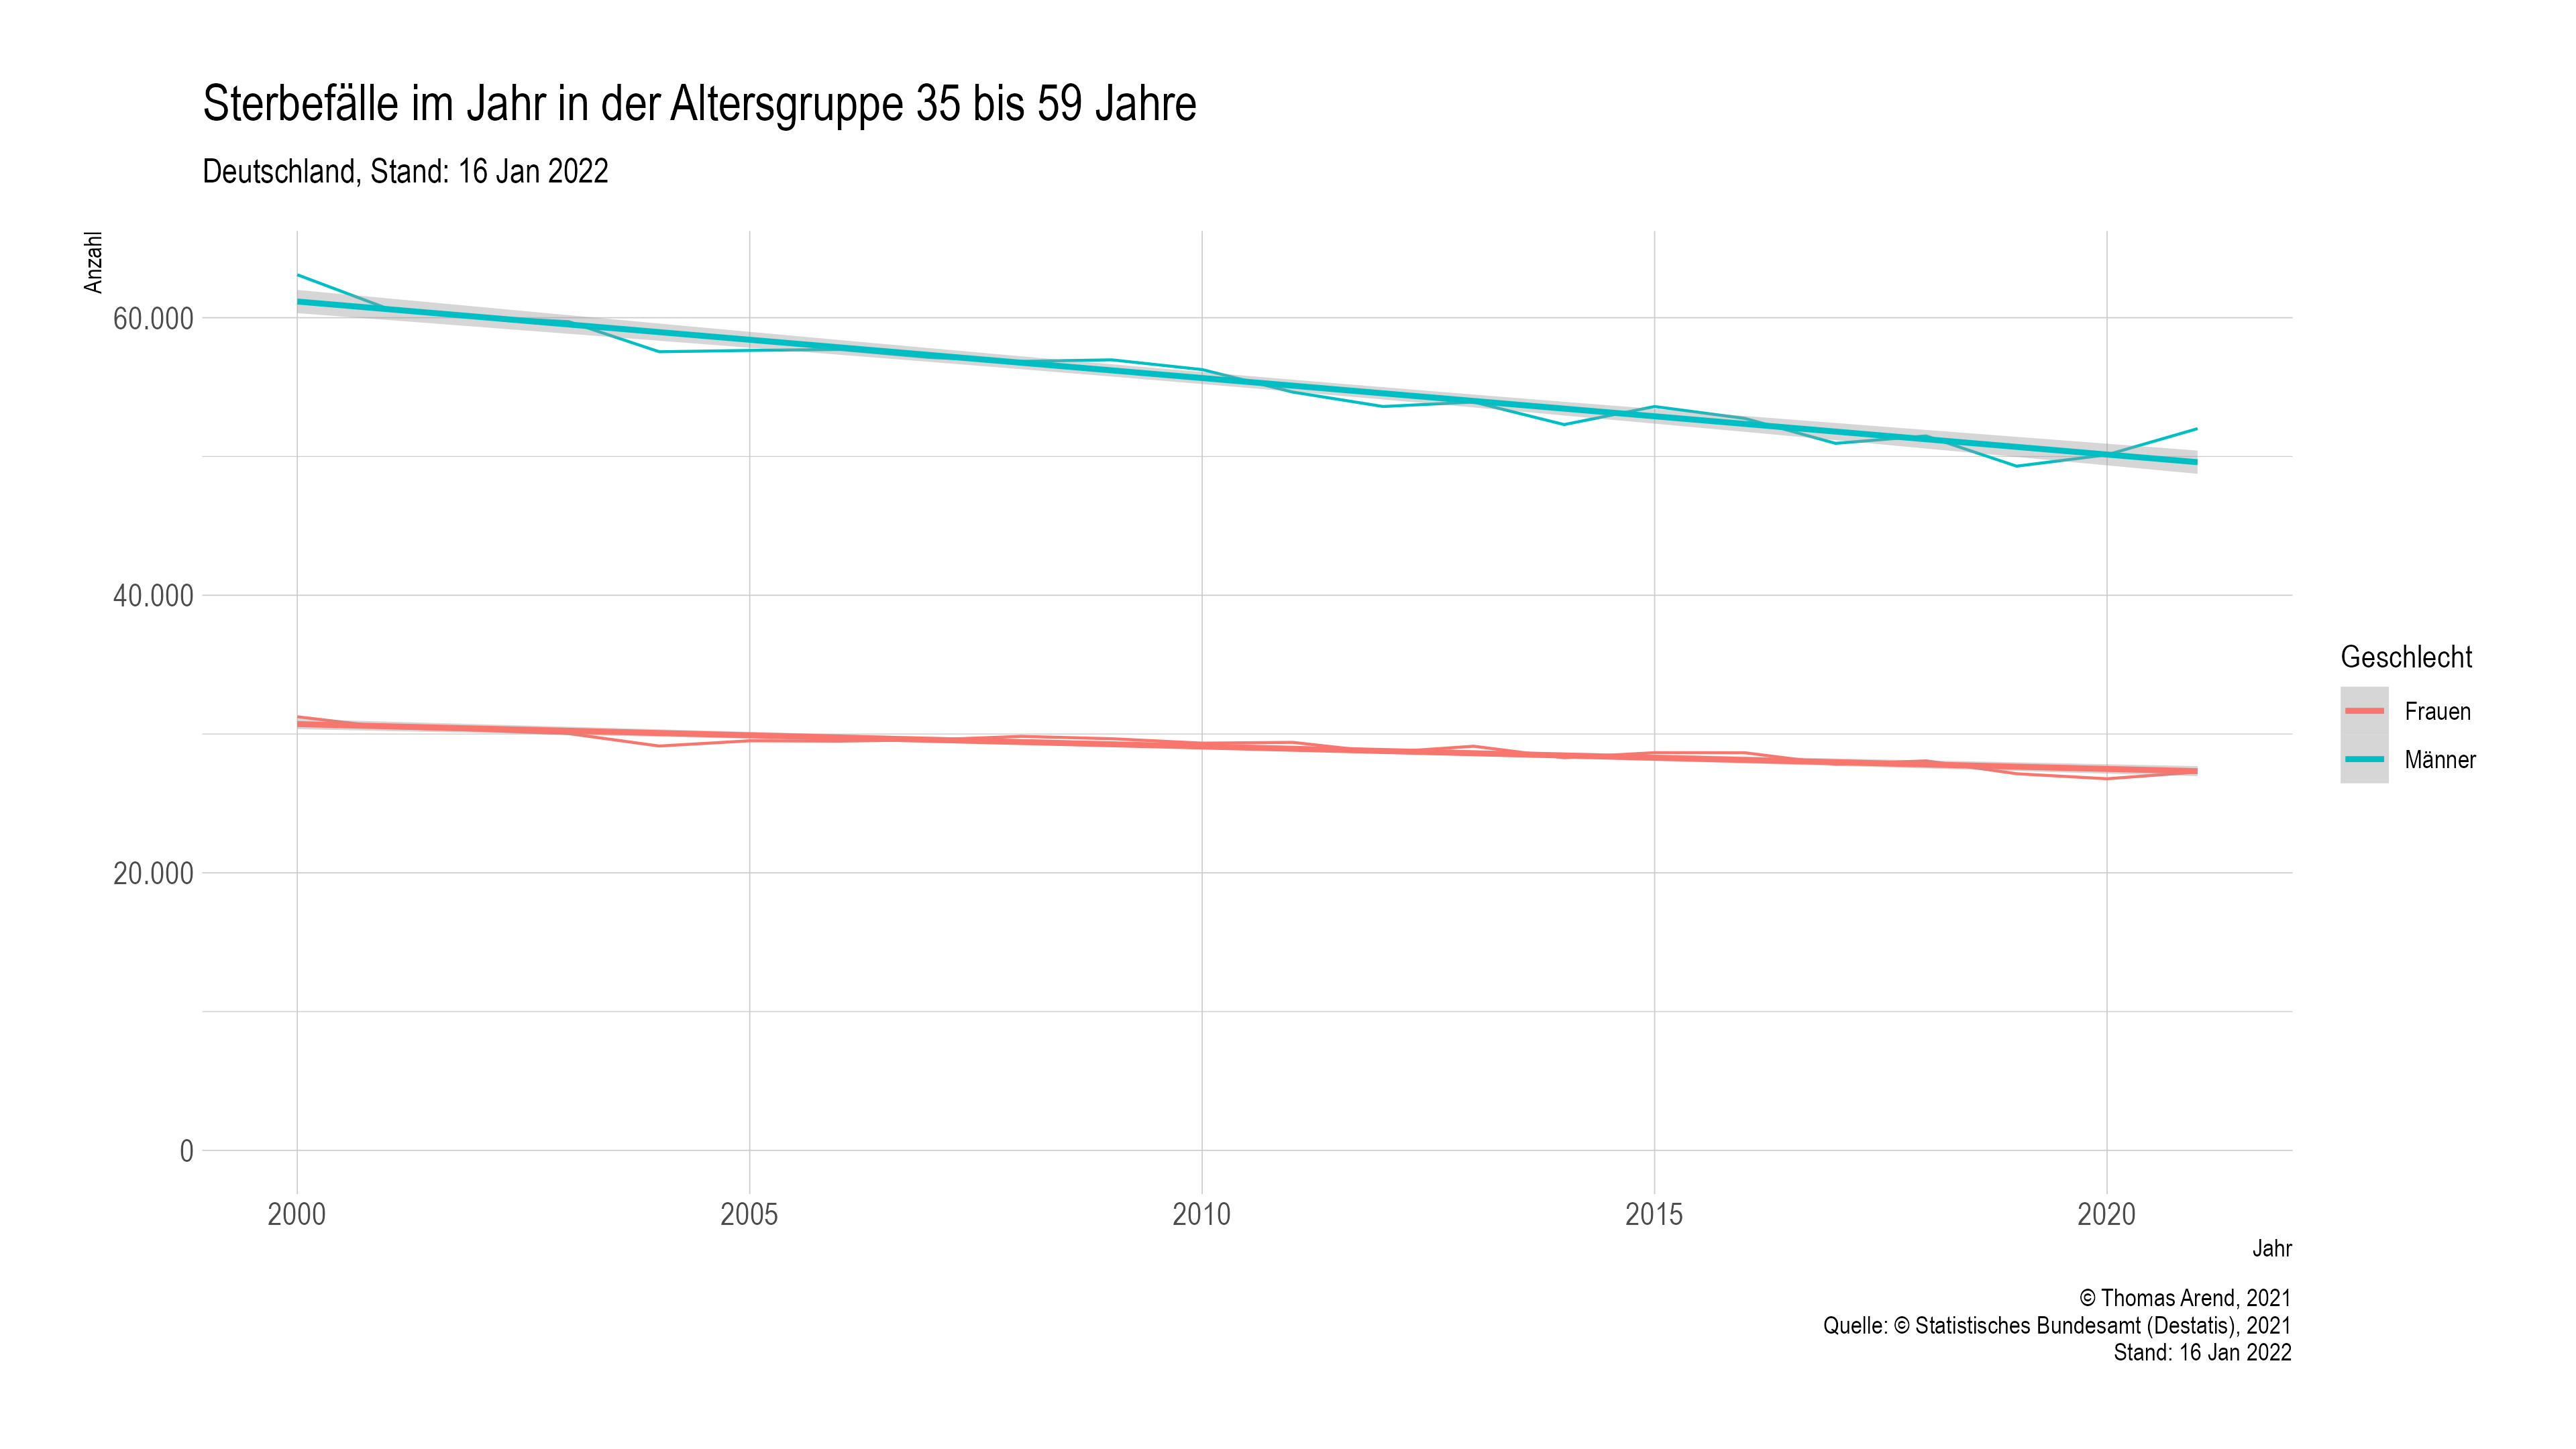 Sterbefälle im Jahr in der Altersgruppe 35 bis 59 Jahre
Deutschland, Stand: 16 Jan 2022
Anzahl
60.000
40.000
20.000
0
2000
2005
2010
2015
2020
Jahr
Geschlecht
Frauen
Männer
© Thomas Arend, 2021
Quelle: © Statistisches Bundesamt (Destatis), 2021
Stand: 16 Jan 2022